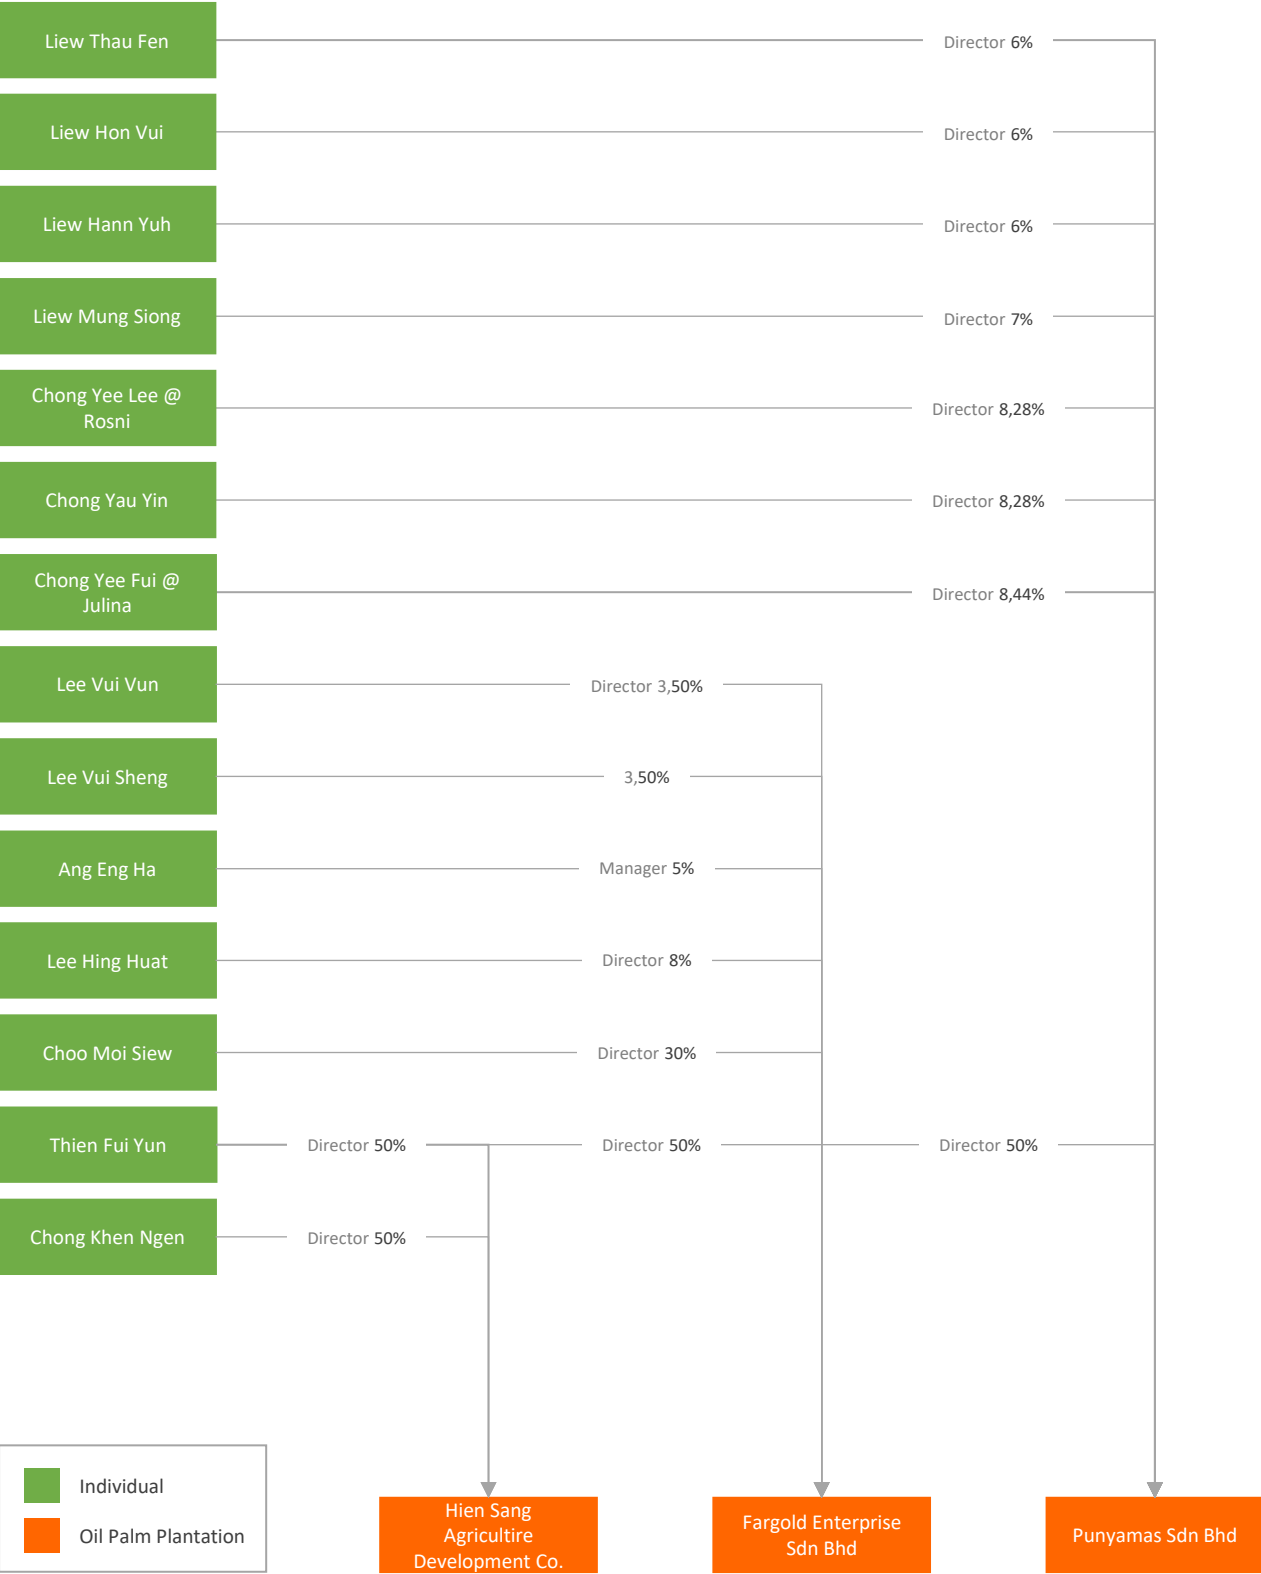 Liew Thau Fen
Director 6%
Liew Hon Vui
Director 6%
Liew Hann Yuh
Director 6%
Liew Mung Siong
Director 7%
Chong Yee Lee @
Rosni
Director 8,28%
Chong Yau Yin
Director 8,28%
Chong Yee Fui @
Julina
Director 8,44%
Lee Vui Vun
Director 3,50%
Lee Vui Sheng
3,50%
Ang Eng Ha
Manager 5%
Lee Hing Huat
Director 8%
Choo Moi Siew
Director 30%
Thien Fui Yun
Director 50%
Director 50%
Director 50%
Chong Khen Ngen
Director 50%
Individual
Oil Palm Plantation
Hien Sang
Agricultire
Development Co.
Fargold Enterprise
Sdn Bhd
Punyamas Sdn Bhd